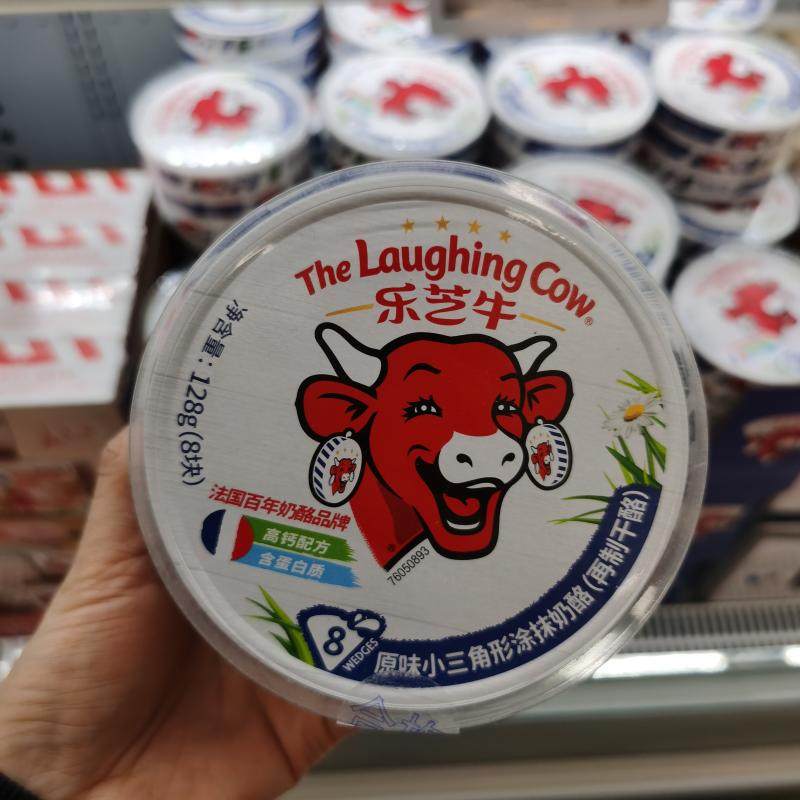 The Laughing Cow®
乐芝牛
净含量：128g(8块)
法国百年奶酪品牌
高钙配方
含蛋白质
76050893
8
WEDGES
原味小三角形涂抹奶酪(再制干酪)